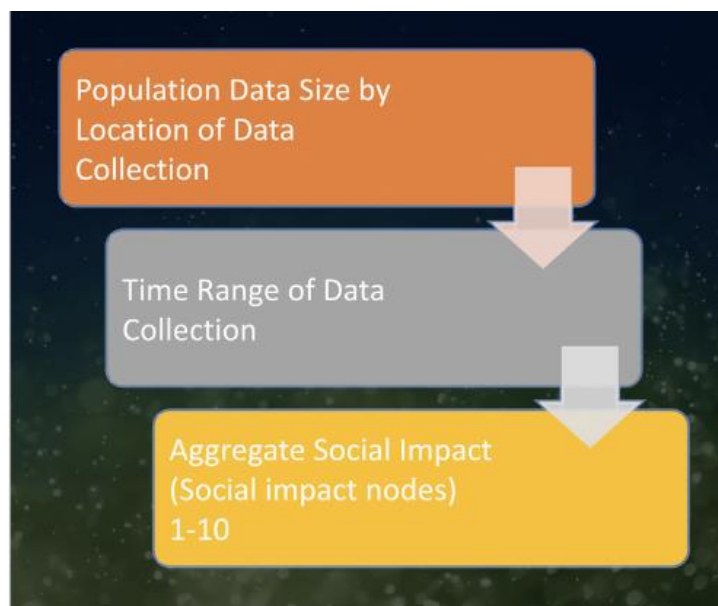 Population Data Size by
Location of Data
Collection
Time Range of Data
Collection
Aggregate Social Impact
(Social impact nodes)
1-10